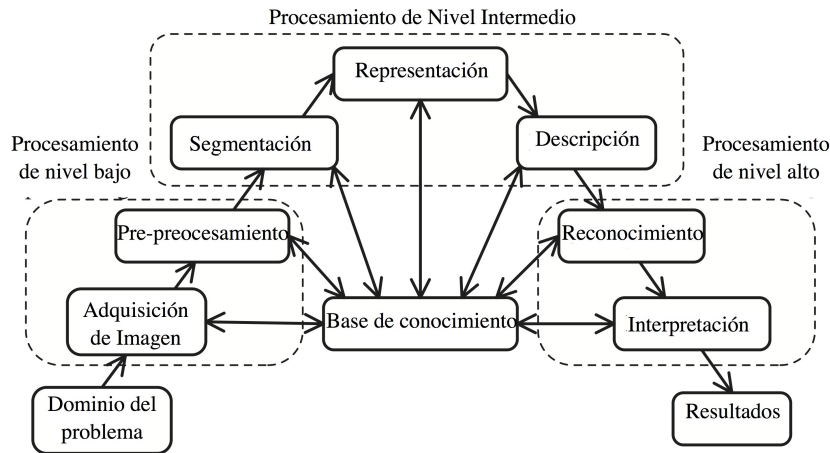 Procesamiento de Nivel Intermedio
Representación
Segmentación
Descripción
Procesamiento
de nivel bajo
Procesamiento
de nivel alto
Pre-preocesamiento
Reconocimiento
Adquisición
de Imagen
Base de conocimiento
Interpretación
Dominio del
problema
Resultados